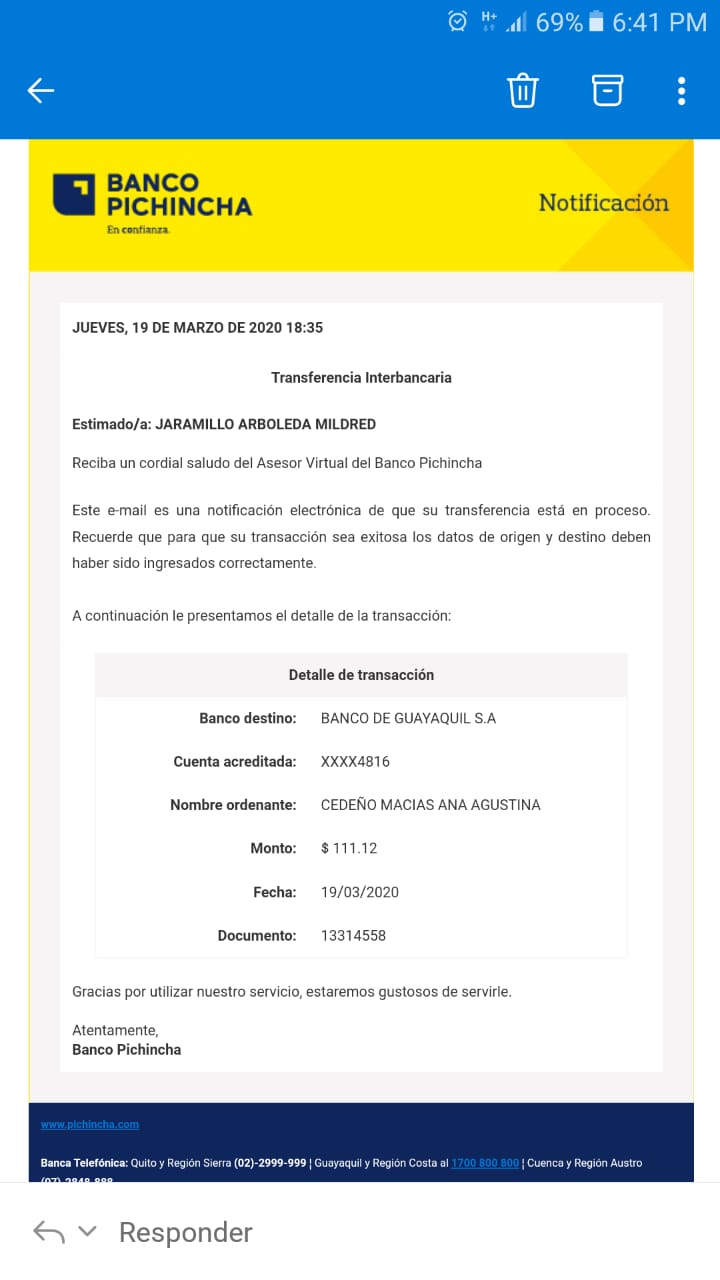 H+ 69% 6:41 PM
BANCO
PICHINCHA
En confianza.
Notificación
JUEVES, 19 DE MARZO DE 2020 18:35
Transferencia Interbancaria
Estimado/a: JARAMILLO ARBOLEDA MILDRED
Reciba un cordial saludo del Asesor Virtual del Banco Pichincha
Este e-mail es una notificación electrónica de que su transferencia está en proceso.
Recuerde que para que su transacción sea exitosa los datos de origen y destino deben
haber sido ingresados correctamente.
A continuación le presentamos el detalle de la transacción:
Detalle de transacción
Banco destino: BANCO DE GUAYAQUIL S.A
Cuenta acreditada: XXXX4816
Nombre ordenante: CEDEÑO MACIAS ANA AGUSTINA
Monto: $ 111.12
Fecha: 19/03/2020
Documento: 13314558
Gracias por utilizar nuestro servicio, estaremos gustosos de servirle.
Atentamente,
Banco Pichincha
www.pichincha.com
Banca Telefónica: Quito y Región Sierra (02)-2999-999 ¦ Guayaquil y Región Costa al 1700 800 800 ¦ Cuenca y Región Austro
(07)-2848-888
Responder